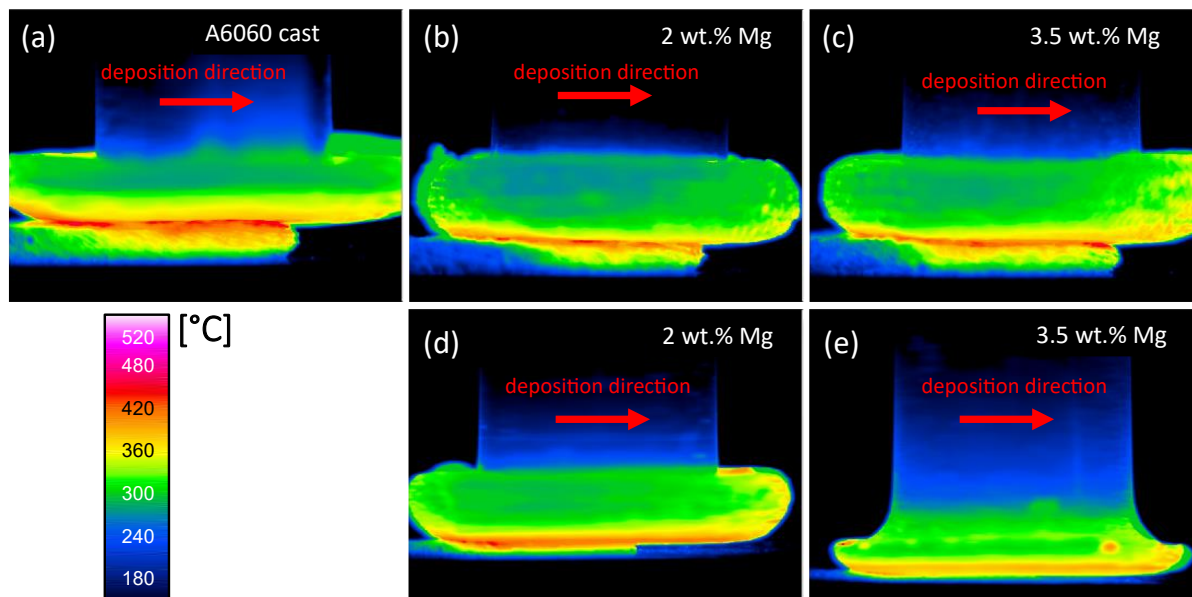 (a) A6060 cast
deposition direction
(b) 2 wt.% Mg
deposition direction
(c) 3.5 wt.% Mg
deposition direction
[°C]
520
480
420
360
300
240
180
(d) 2 wt.% Mg
deposition direction
(e) 3.5 wt.% Mg
deposition direction